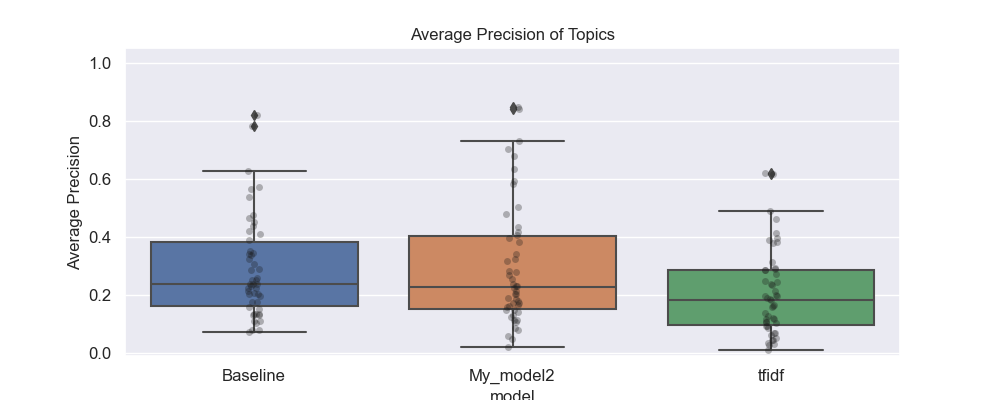 Average Precision of Topics
Average Precision
1.0
0.8
0.6
0.4
0.2
0.0
Baseline
My_model2
tfidf
model